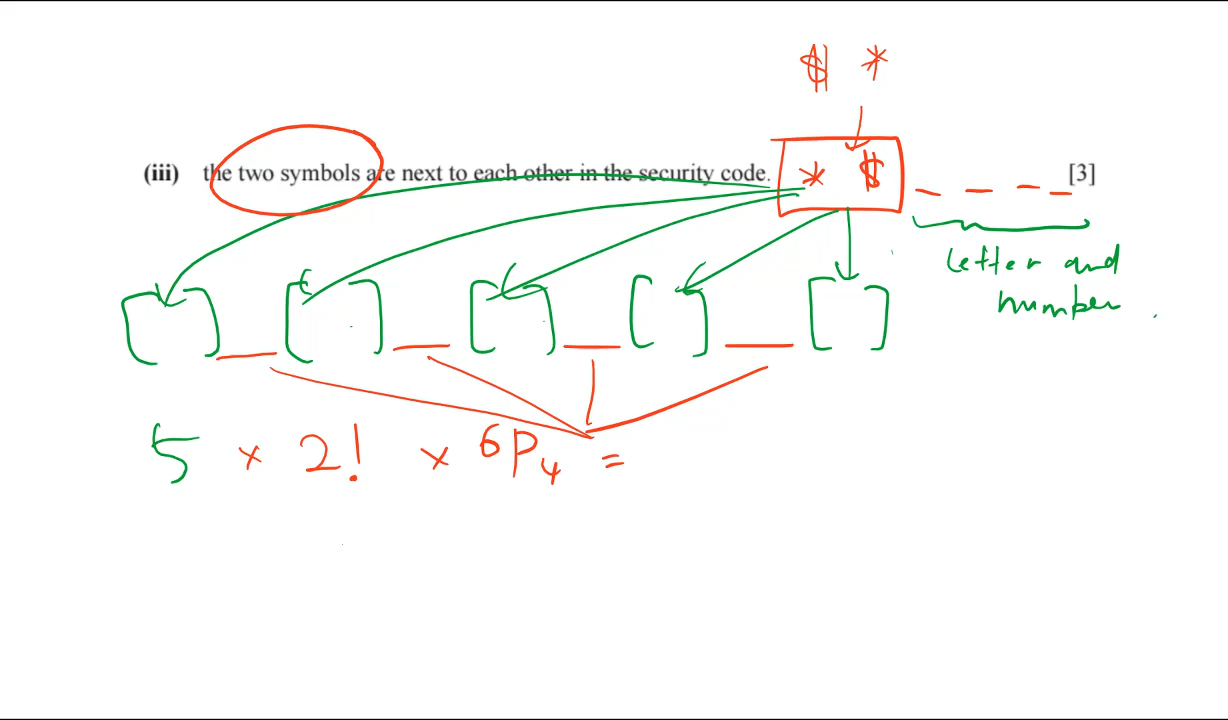 $ *
(iii) the two symbols are next to each other in the security code. [3]
* $ _ _ _ _
letter and
number
5 × 2! × 6P4 =